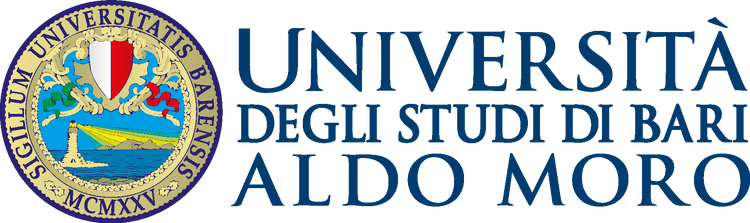 SIGILLUM UNIVERSITATIS BARENSIS
MCMXXV
UNIVERSITÀ
DEGLI STUDI DI BARI
ALDO MORO